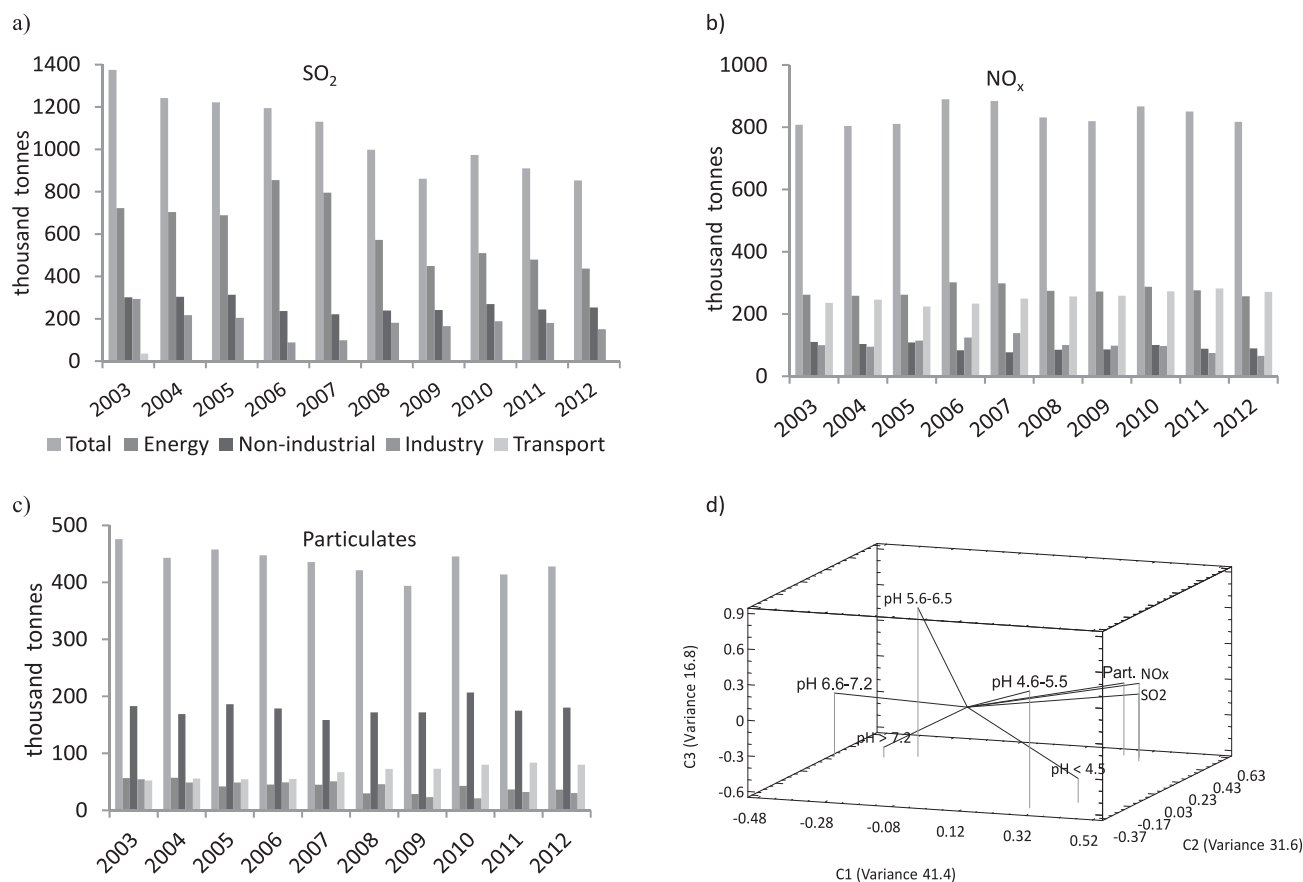 a)
SO2
1400
1200
1000
800
600
400
200
0
thousand tonnes
2003 2004 2005 2006 2007 2008 2009 2010 2011 2012
Total Energy Non-industrial Industry Transport
b)
NOx
1000
800
600
400
200
0
thousand tonnes
2003 2004 2005 2006 2007 2008 2009 2010 2011 2012
c)
Particulates
500
400
300
200
100
0
thousand tonnes
2003 2004 2005 2006 2007 2008 2009 2010 2011 2012
d)
pH 5.6-6.5
pH 6.6-7.2
pH 4.6-5.5
Part. NOx
SO2
pH > 7.2
pH < 4.5
0.9
0.6
0.3
0
-0.3
-0.6
C3 (Variance 16.8)
-0.48 -0.28 -0.08 0.12 0.32 0.52
C1 (Variance 41.4)
-0.37 -0.17 0.03 0.23 0.43 0.63
C2 (Variance 31.6)